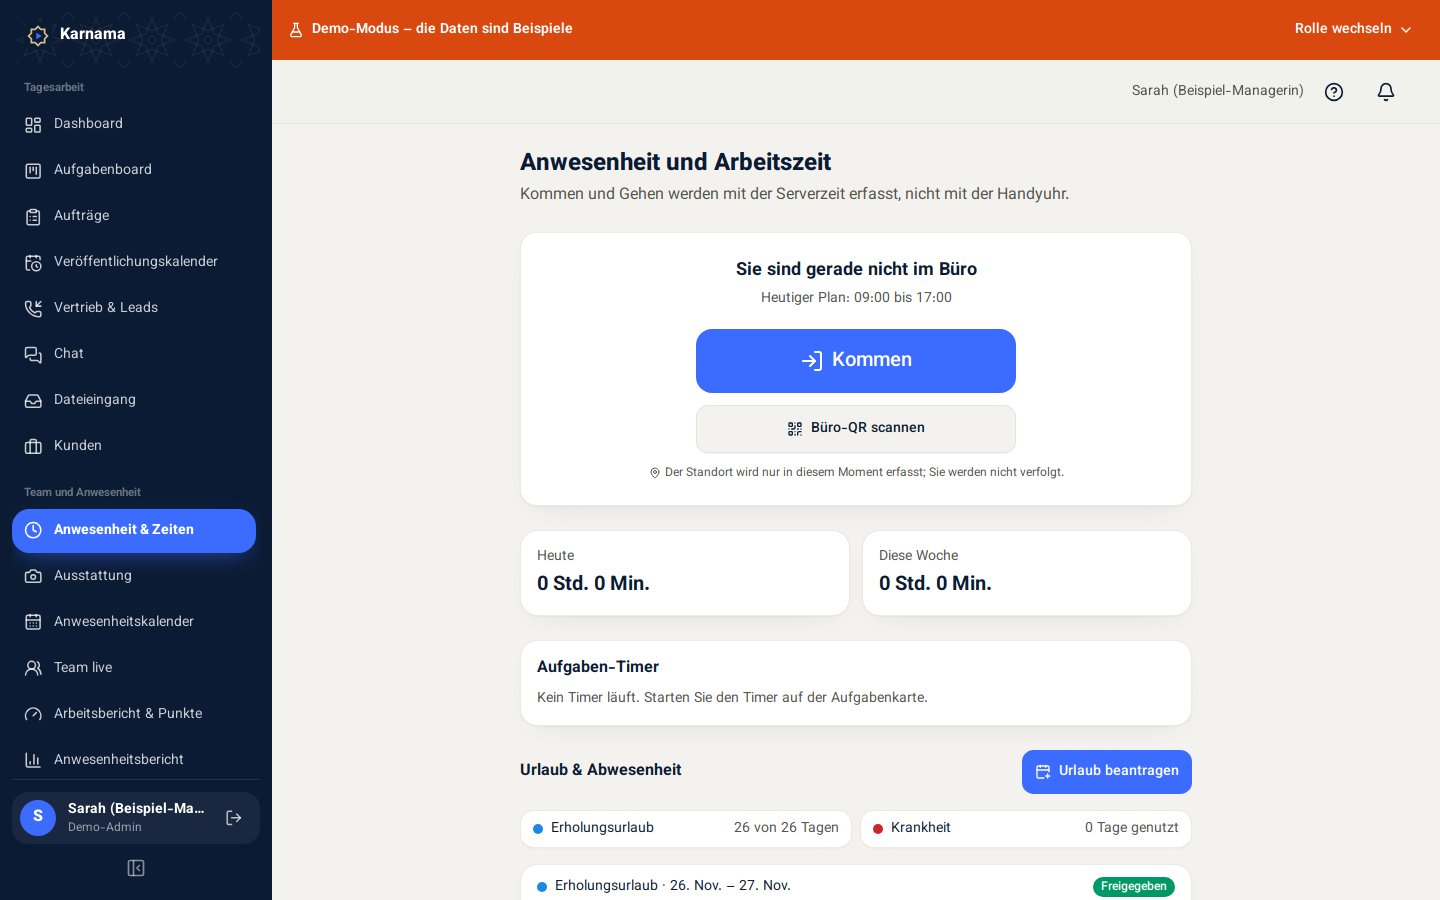 Karnama
Demo-Modus – die Daten sind Beispiele
Rolle wechseln
Sarah (Beispiel-Managerin)
Tagesarbeit
Dashboard
Aufgabenboard
Aufträge
Veröffentlichungskalender
Vertrieb & Leads
Chat
Dateieingang
Kunden
Team und Anwesenheit
Anwesenheit & Zeiten
Ausstattung
Anwesenheitskalender
Team live
Arbeitsbericht & Punkte
Anwesenheitsbericht
S
Sarah (Beispiel-Ma...
Demo-Admin
Anwesenheit und Arbeitszeit
Kommen und Gehen werden mit der Serverzeit erfasst, nicht mit der Handyuhr.
Sie sind gerade nicht im Büro
Heutiger Plan: 09:00 bis 17:00
Kommen
Büro-QR scannen
Der Standort wird nur in diesem Moment erfasst; Sie werden nicht verfolgt.
Heute
0 Std. 0 Min.
Diese Woche
0 Std. 0 Min.
Aufgaben-Timer
Kein Timer läuft. Starten Sie den Timer auf der Aufgabenkarte.
Urlaub & Abwesenheit
Urlaub beantragen
Erholungsurlaub 26 von 26 Tagen
Krankheit 0 Tage genutzt
Erholungsurlaub · 26. Nov. – 27. Nov. Freigegeben